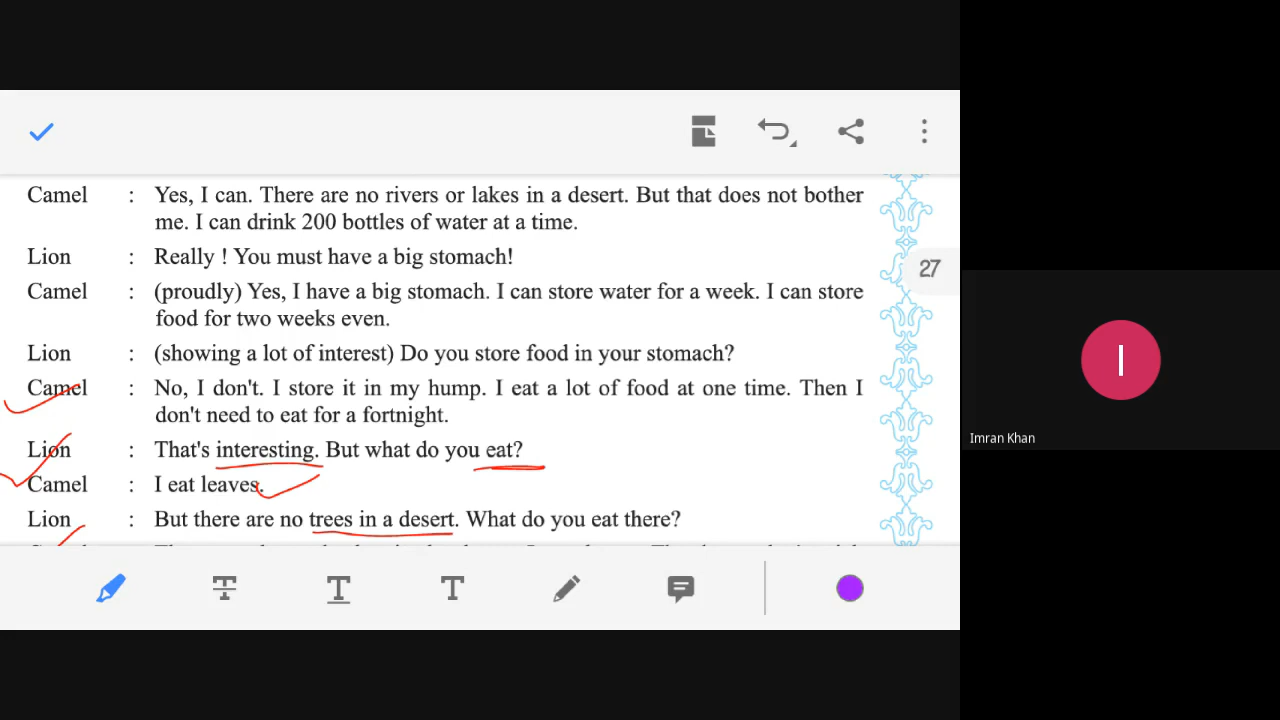 Camel : Yes, I can. There are no rivers or lakes in a desert. But that does not bother
me. I can drink 200 bottles of water at a time.
Lion : Really ! You must have a big stomach!
27
Camel : (proudly) Yes, I have a big stomach. I can store water for a week. I can store
food for two weeks even.
Lion : (showing a lot of interest) Do you store food in your stomach?
Camel : No, I don't. I store it in my hump. I eat a lot of food at one time. Then I
don't need to eat for a fortnight.
Lion : That's interesting. But what do you eat?
Camel : I eat leaves.
Lion : But there are no trees in a desert. What do you eat there?
T T T
I
Imran Khan